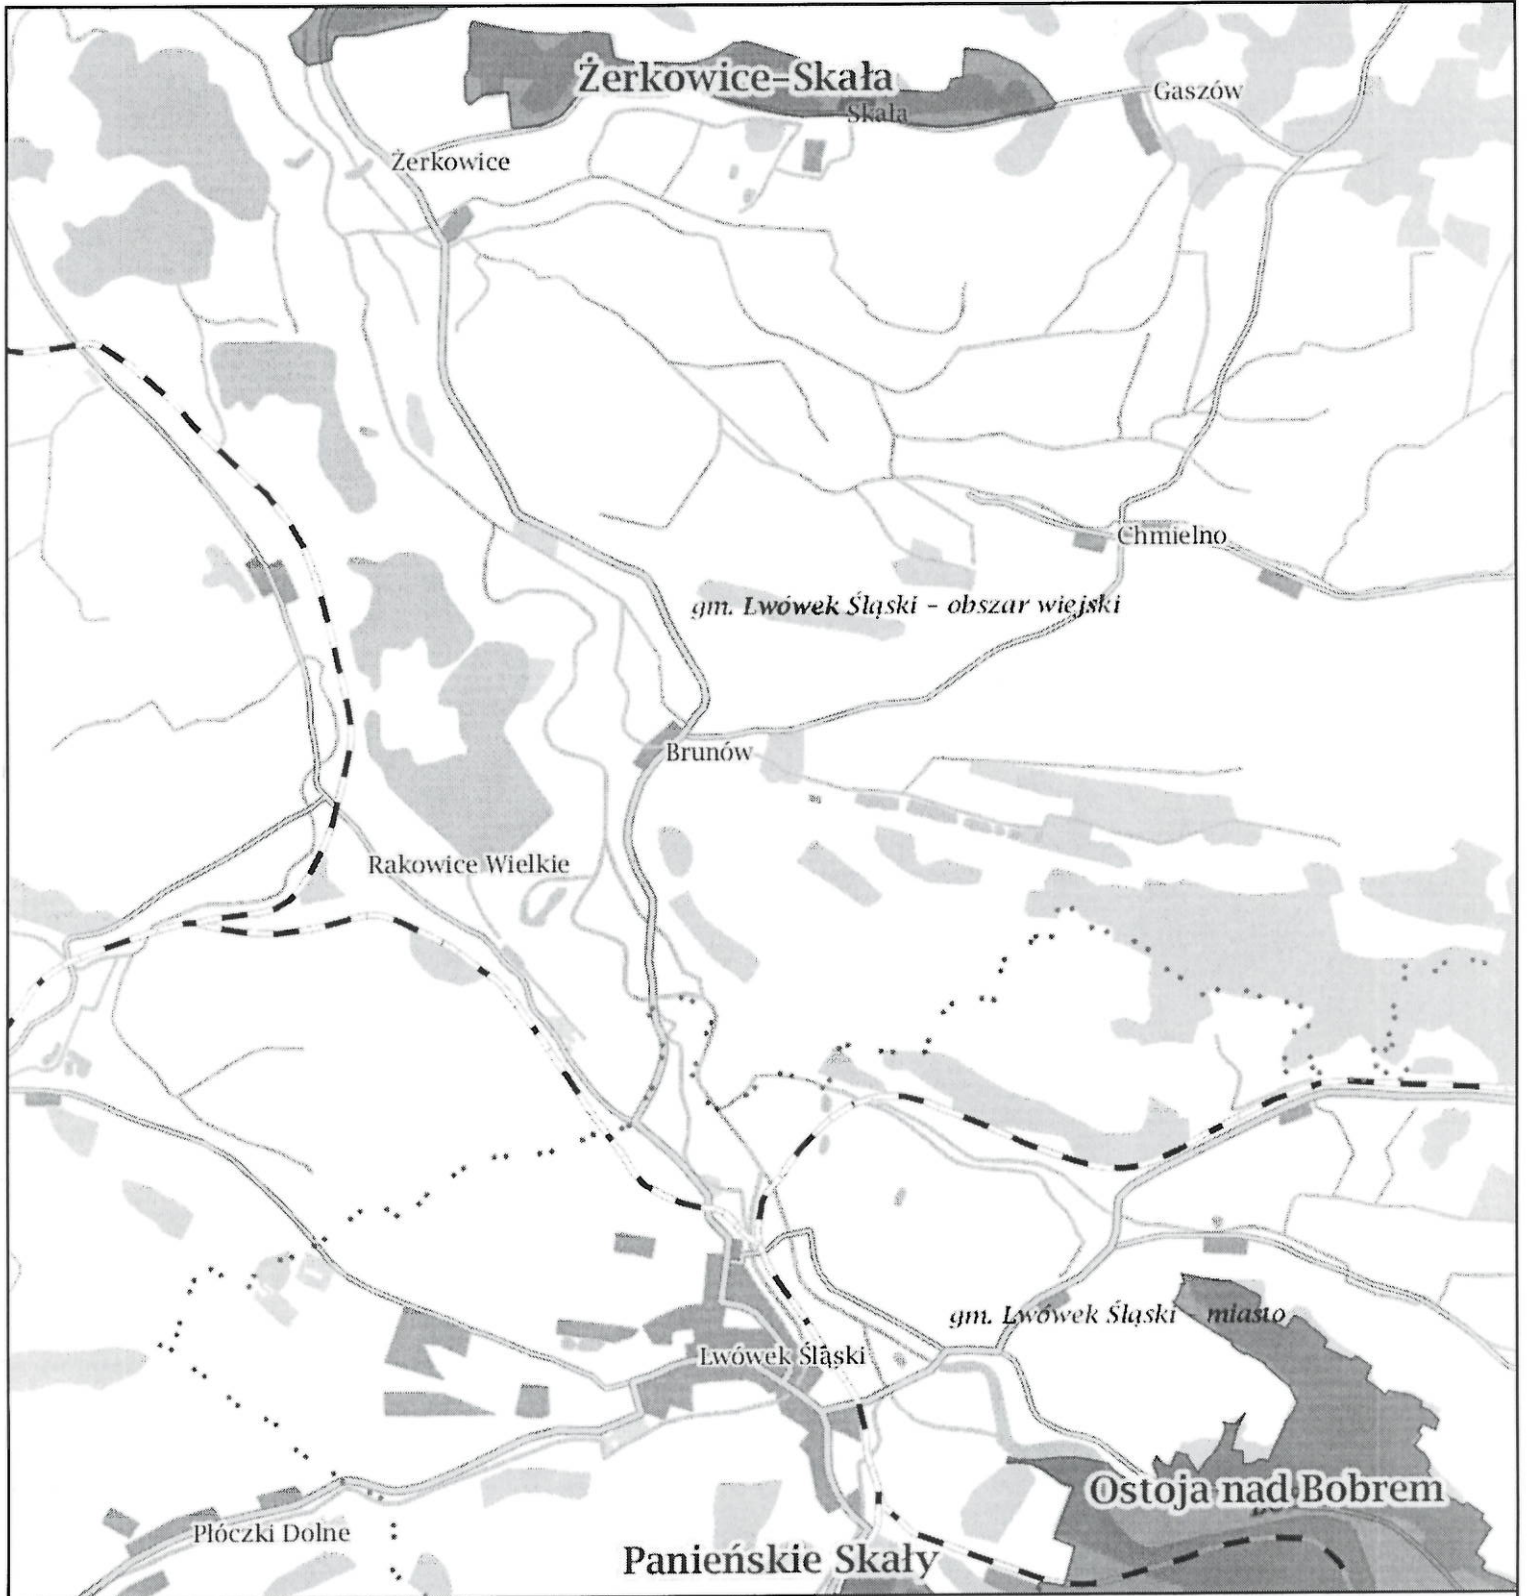 Żerkowice-Skała
Gaszów
Skała
Żerkowice
Chmielno
gm. Lwówek Śląski – obszar wiejski
Brunów
Rakowice Wielkie
gm. Lwówek Śląski – miasto
Lwówek Śląski
Ostoja nad Bobrem
Płóczki Dolne
Panieńskie Skały